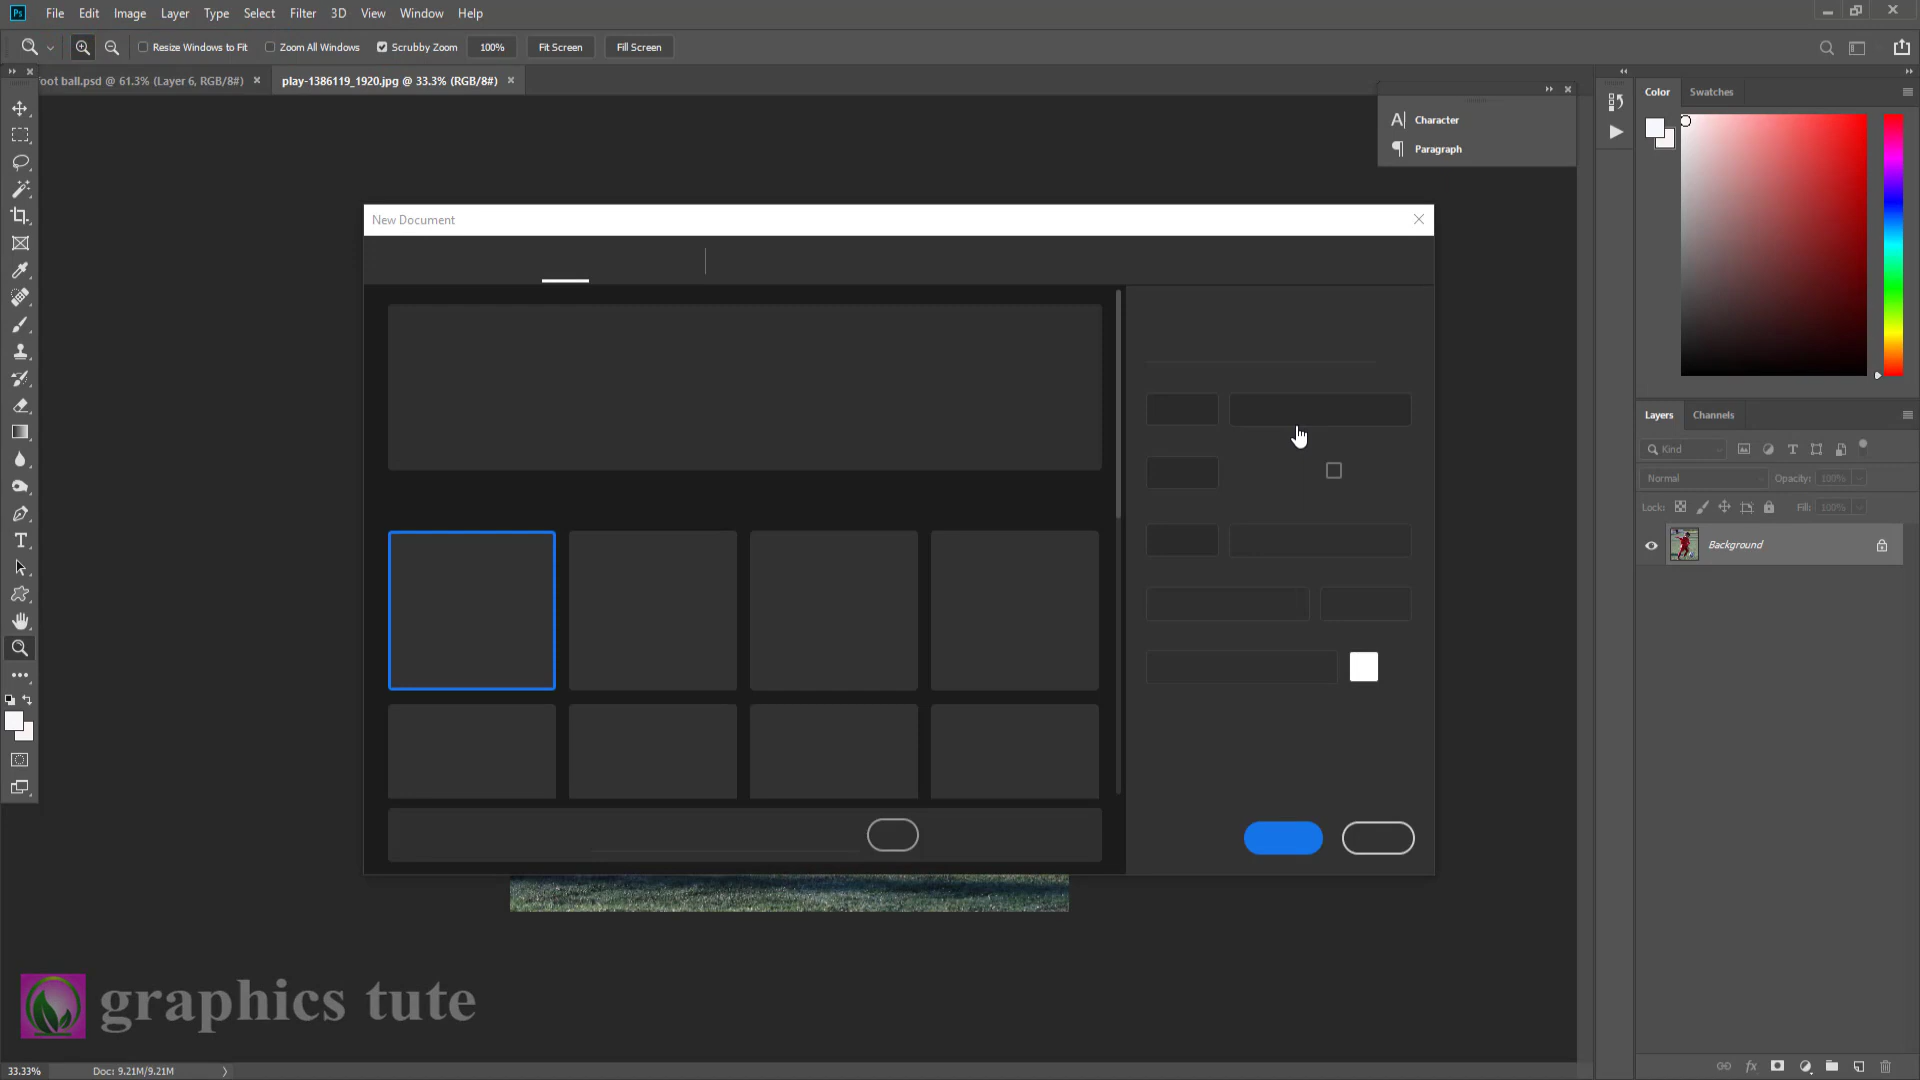 Ps File Edit Image Layer Type Select Filter 3D View Window Help
Resize Windows to Fit Zoom All Windows Scrubby Zoom 100% Fit Screen Fill Screen
oot ball.psd @ 61.3% (Layer 6, RGB/8#) play-1386119_1920.jpg @ 33.3% (RGB/8#)
Color Swatches
Character
Paragraph
New Document
Layers Channels
Kind
Normal Opacity: 100%
Lock: Fill: 100%
Background
graphics tute
33.33% Doc: 9.21M/9.21M